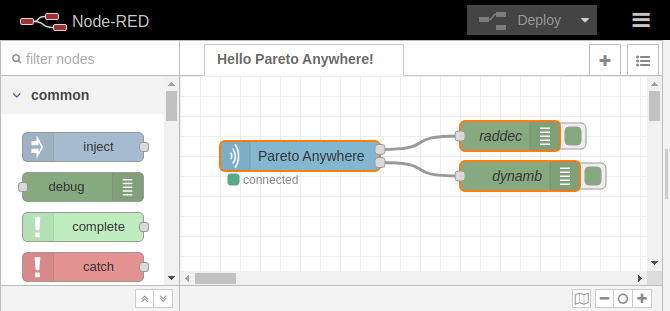 Node-RED
Deploy
filter nodes
Hello Pareto Anywhere!
common
inject
debug
complete
catch
Pareto Anywhere
connected
raddec
dynamb